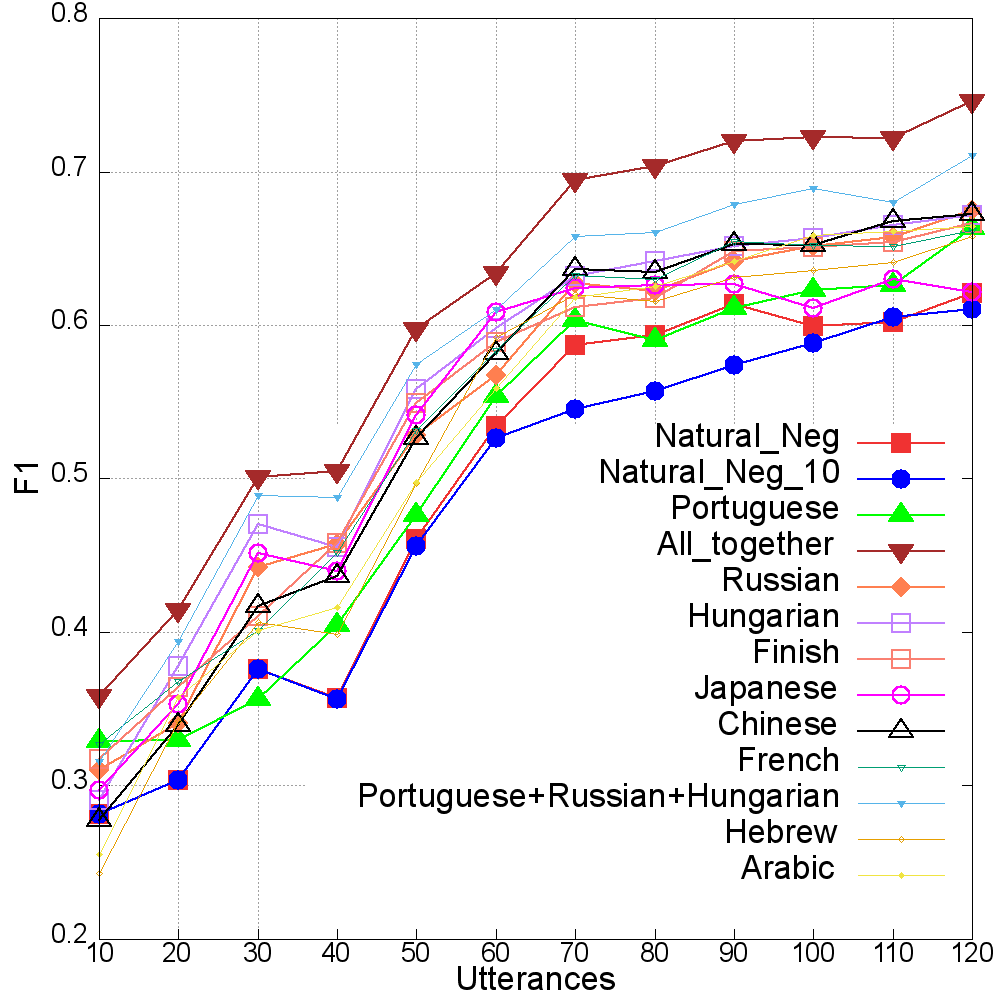 0.8
0.7
0.6
0.5
0.4
0.3
0.2
F1
Natural_Neg
Natural_Neg_10
Portuguese
All_together
Russian
Hungarian
Finish
Japanese
Chinese
French
Portuguese+Russian+Hungarian
Hebrew
Arabic
10 20 30 40 50 60 70 80 90 100 110 120
Utterances